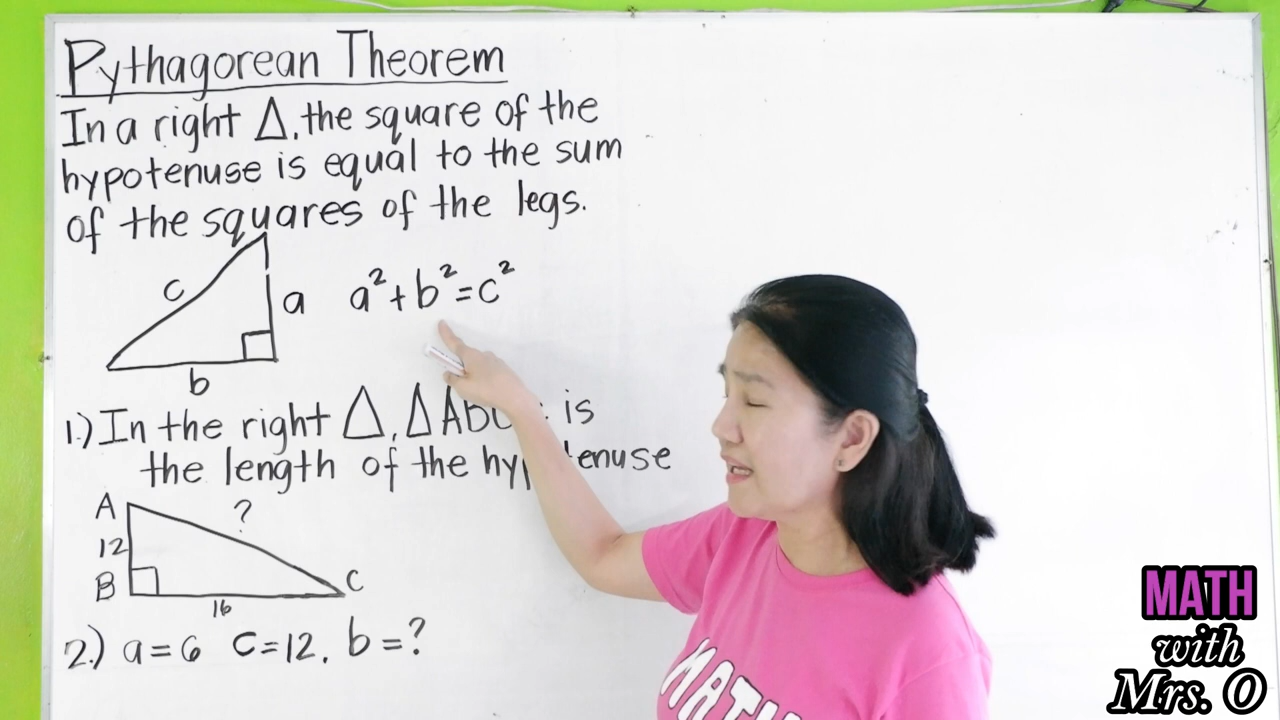 Pythagorean Theorem
In a right Δ, the square of the
hypotenuse is equal to the sum
of the squares of the legs.
c
a
b
a²+b²=c²
1.) In the right Δ, ΔABC is
the length of the hypotenuse
A
?
12
B
C
16
2.) a=6 c=12, b=?
MATH
MATH
with
Mrs. O